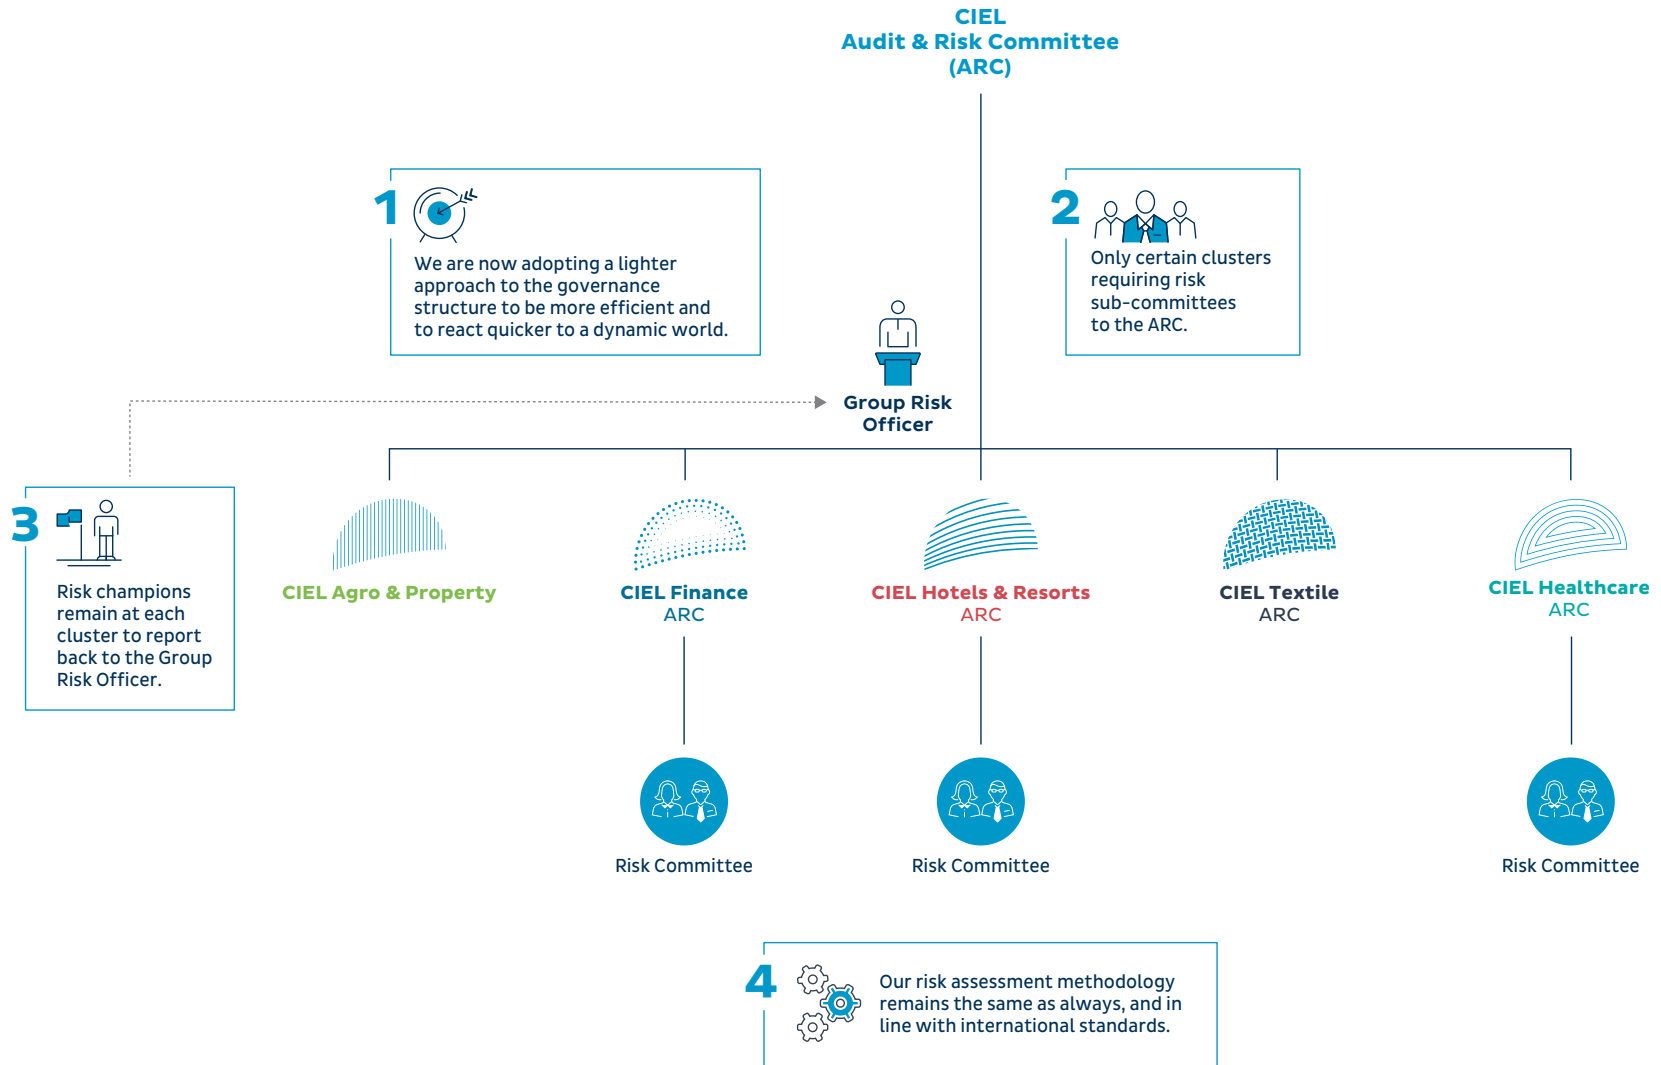 CIEL
Audit & Risk Committee
(ARC)
1
We are now adopting a lighter
approach to the governance
structure to be more efficient and
to react quicker to a dynamic world.
2
Only certain clusters
requiring risk
sub-committees
to the ARC.
Group Risk
Officer
3
Risk champions
remain at each
cluster to report
back to the Group
Risk Officer.
CIEL Agro & Property
CIEL Finance
ARC
CIEL Hotels & Resorts
ARC
CIEL Textile
ARC
CIEL Healthcare
ARC
Risk Committee
Risk Committee
Risk Committee
4
Our risk assessment methodology
remains the same as always, and in
line with international standards.